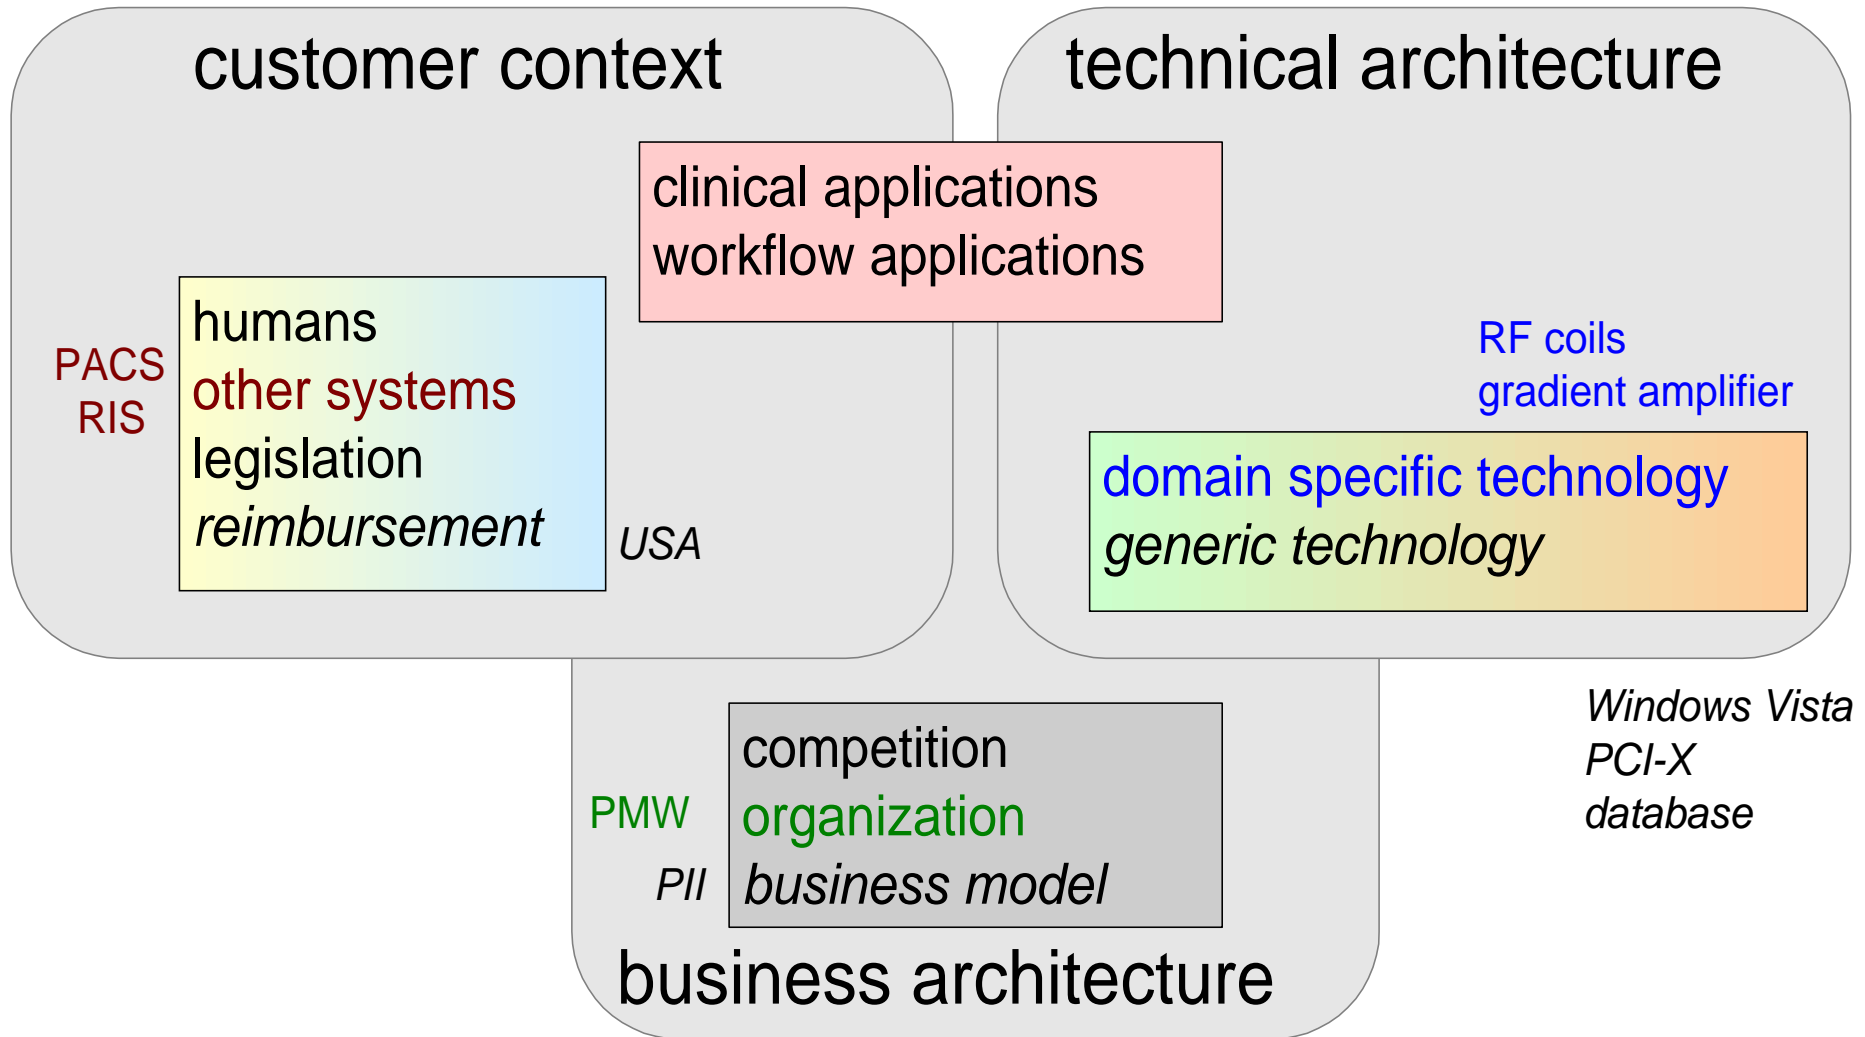 customer context
technical architecture
clinical applications
workflow applications
humans
other systems
legislation
reimbursement
PACS
RIS
USA
RF coils
gradient amplifier
domain specific technology
generic technology
Windows Vista
PCI-X
database
competition
organization
business model
PMW
PII
business architecture